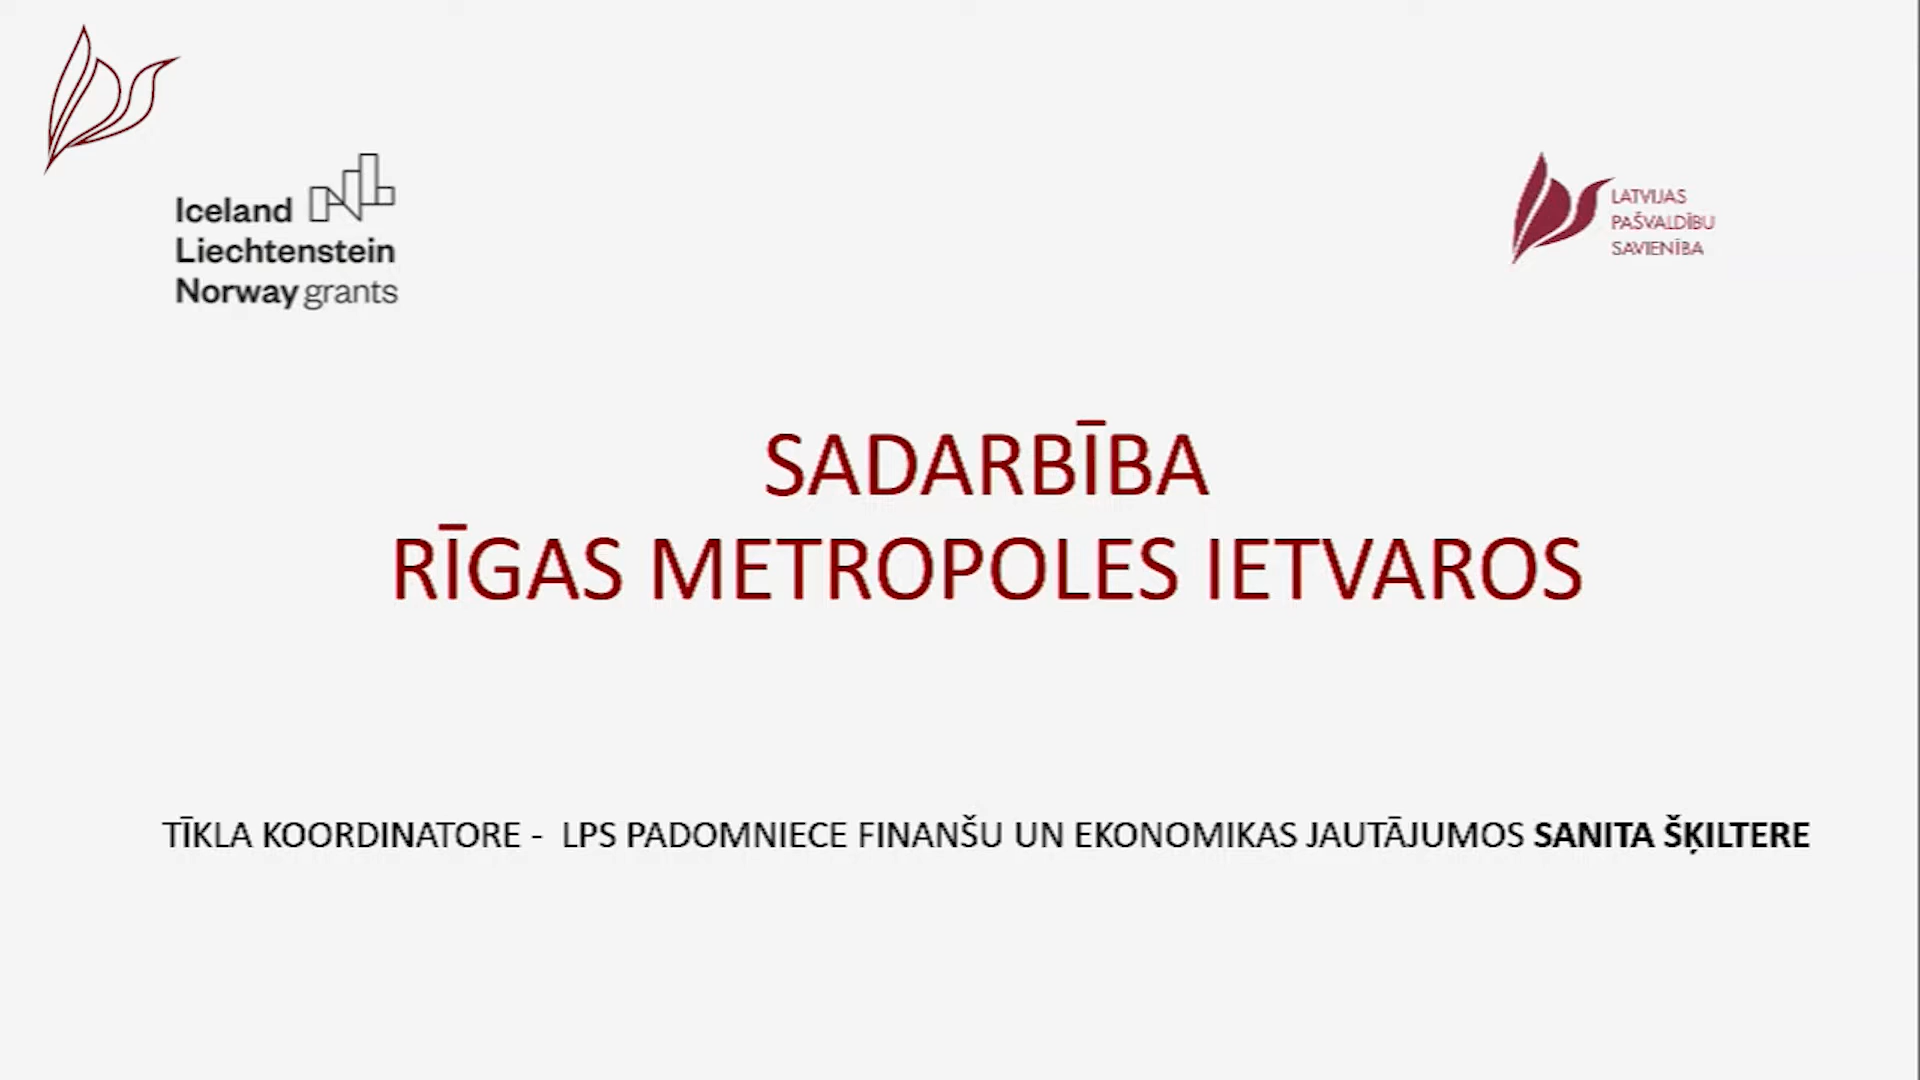 Iceland
Liechtenstein
Norway grants
LATVIJAS
PAŠVALDĪBU
SAVIENĪBA
SADARBĪBA
RĪGAS METROPOLES IETVAROS
TĪKLA KOORDINATORE - LPS PADOMNIECE FINANŠU UN EKONOMIKAS JAUTĀJUMOS SANITA ŠĶILTERE